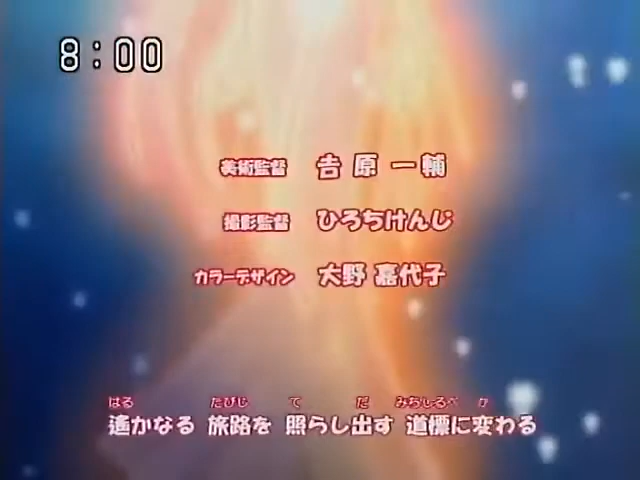 8:00
美術監督 吉原一輔
撮影監督 ひろちけんじ
カラーデザイン 大野 嘉代子
はる たびじ て だ みちしるべ か
遙かなる 旅路を 照らし出す 道標に変わる